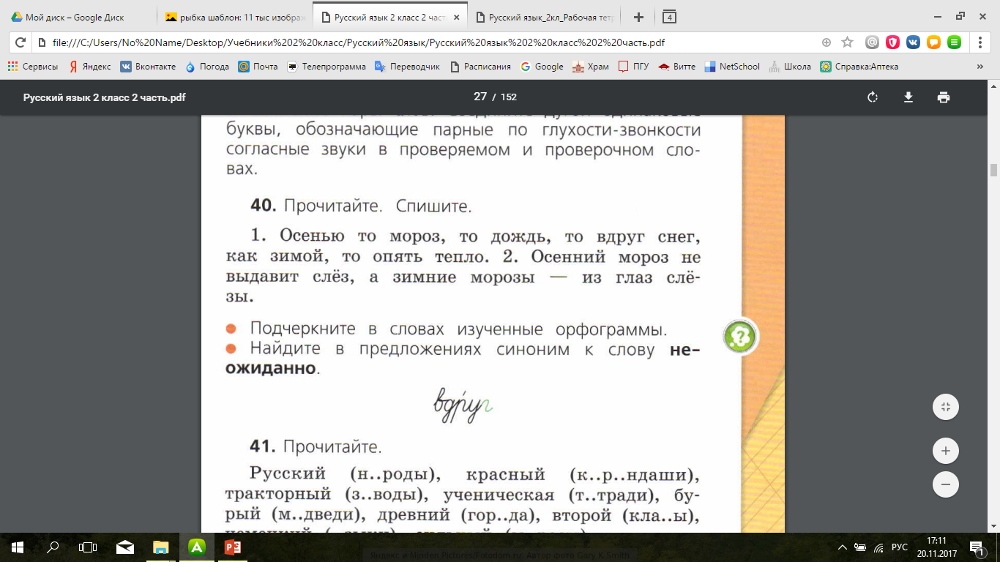 Мой диск – Google Диск
рыбка шаблон: 11 тыс изображ
Русский язык 2 класс 2 часть
Русский язык_2кл_Рабочая тетр
4
file:///C:/Users/No%20Name/Desktop/Учебники%202%20класс/Русский%20язык/Русский%20язык%202%20класс%202%20часть.pdf
Сервисы Яндекс Вконтакте Погода Почта Телепрограмма Переводчик Расписания Google Храм ПГУ Витте NetSchool Школа Справка:Аптека »
Русский язык 2 класс 2 часть.pdf 27 / 152
буквы, обозначающие парные по глухости-звонкости
согласные звуки в проверяемом и проверочном сло-
вах.
40. Прочитайте. Спишите.
1. Осенью то мороз, то дождь, то вдруг снег,
как зимой, то опять тепло. 2. Осенний мороз не
выдавит слёз, а зимние морозы — из глаз слё-
зы.
Подчеркните в словах изученные орфограммы.
Найдите в предложениях синоним к слову не-
ожиданно.
вдру́г
41. Прочитайте.
Русский (н..роды), красный (к..р..ндаши),
тракторный (з..воды), ученическая (т..тради), бу-
рый (м..дведи), древний (гор..да), второй (кла..ы),
РУС
17:11
20.11.2017
1